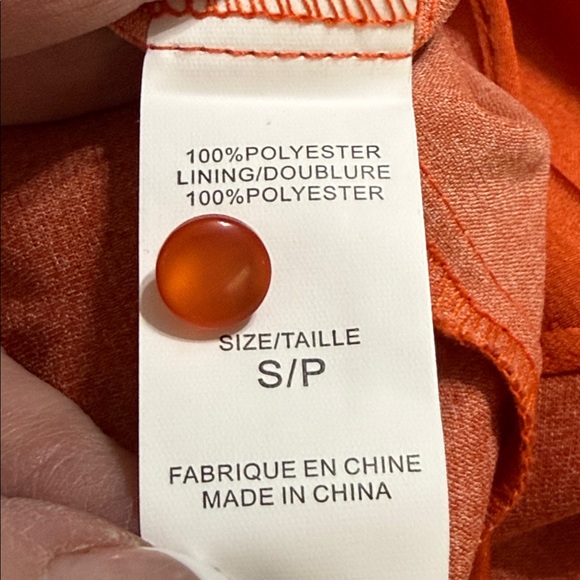 100%POLYESTER
LINING/DOUBLURE
100%POLYESTER
SIZE/TAILLE
S/P
FABRIQUE EN CHINE
MADE IN CHINA